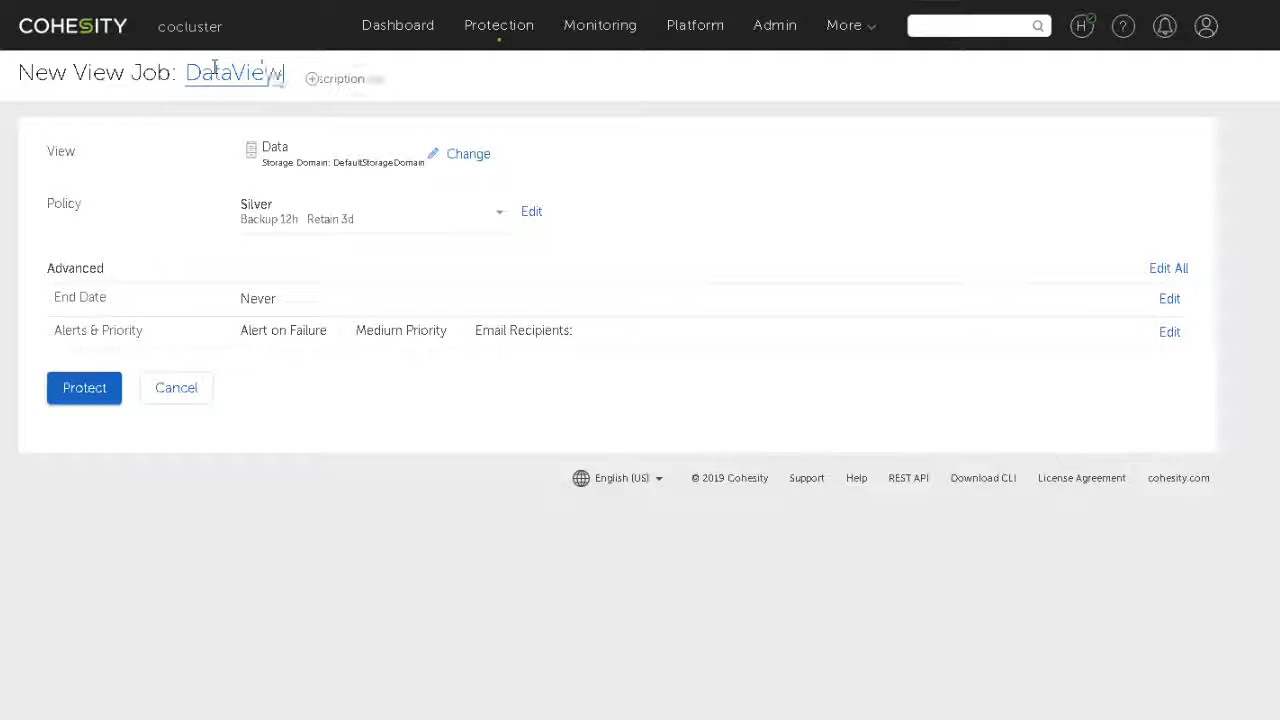 COHESITY cocluster Dashboard Protection Monitoring Platform Admin More H ?
New View Job: DataView scription
View Data Change
Storage Domain: DefaultStorageDomain
Policy Silver Edit
Backup 12h Retain 3d
Advanced Edit All
End Date Never Edit
Alerts & Priority Alert on Failure Medium Priority Email Recipients: Edit
Protect Cancel
English (US) © 2019 Cohesity Support Help REST API Download CLI License Agreement cohesity.com